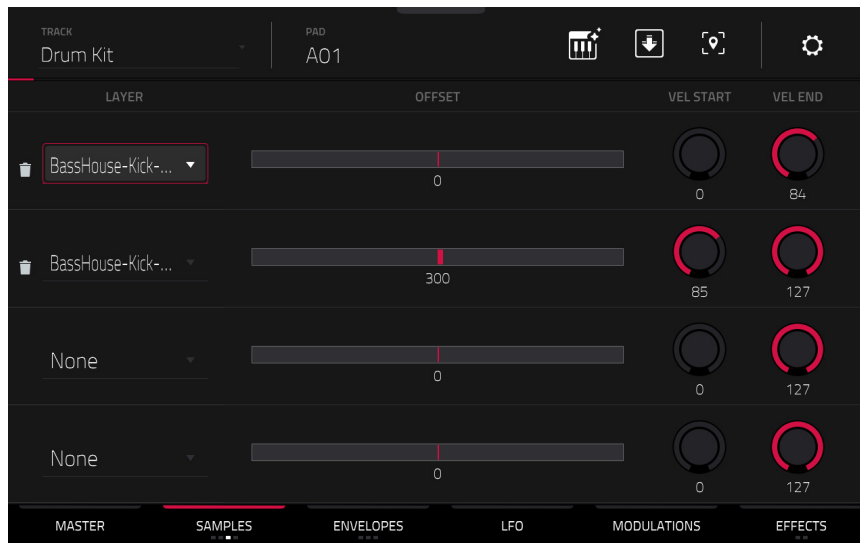 TRACK
Drum Kit
PAD
A01
LAYER OFFSET VEL START VEL END
BassHouse-Kick-... 0 0 84
BassHouse-Kick-... 300 85 127
None 0 0 127
None 0 0 127
MASTER SAMPLES ENVELOPES LFO MODULATIONS EFFECTS